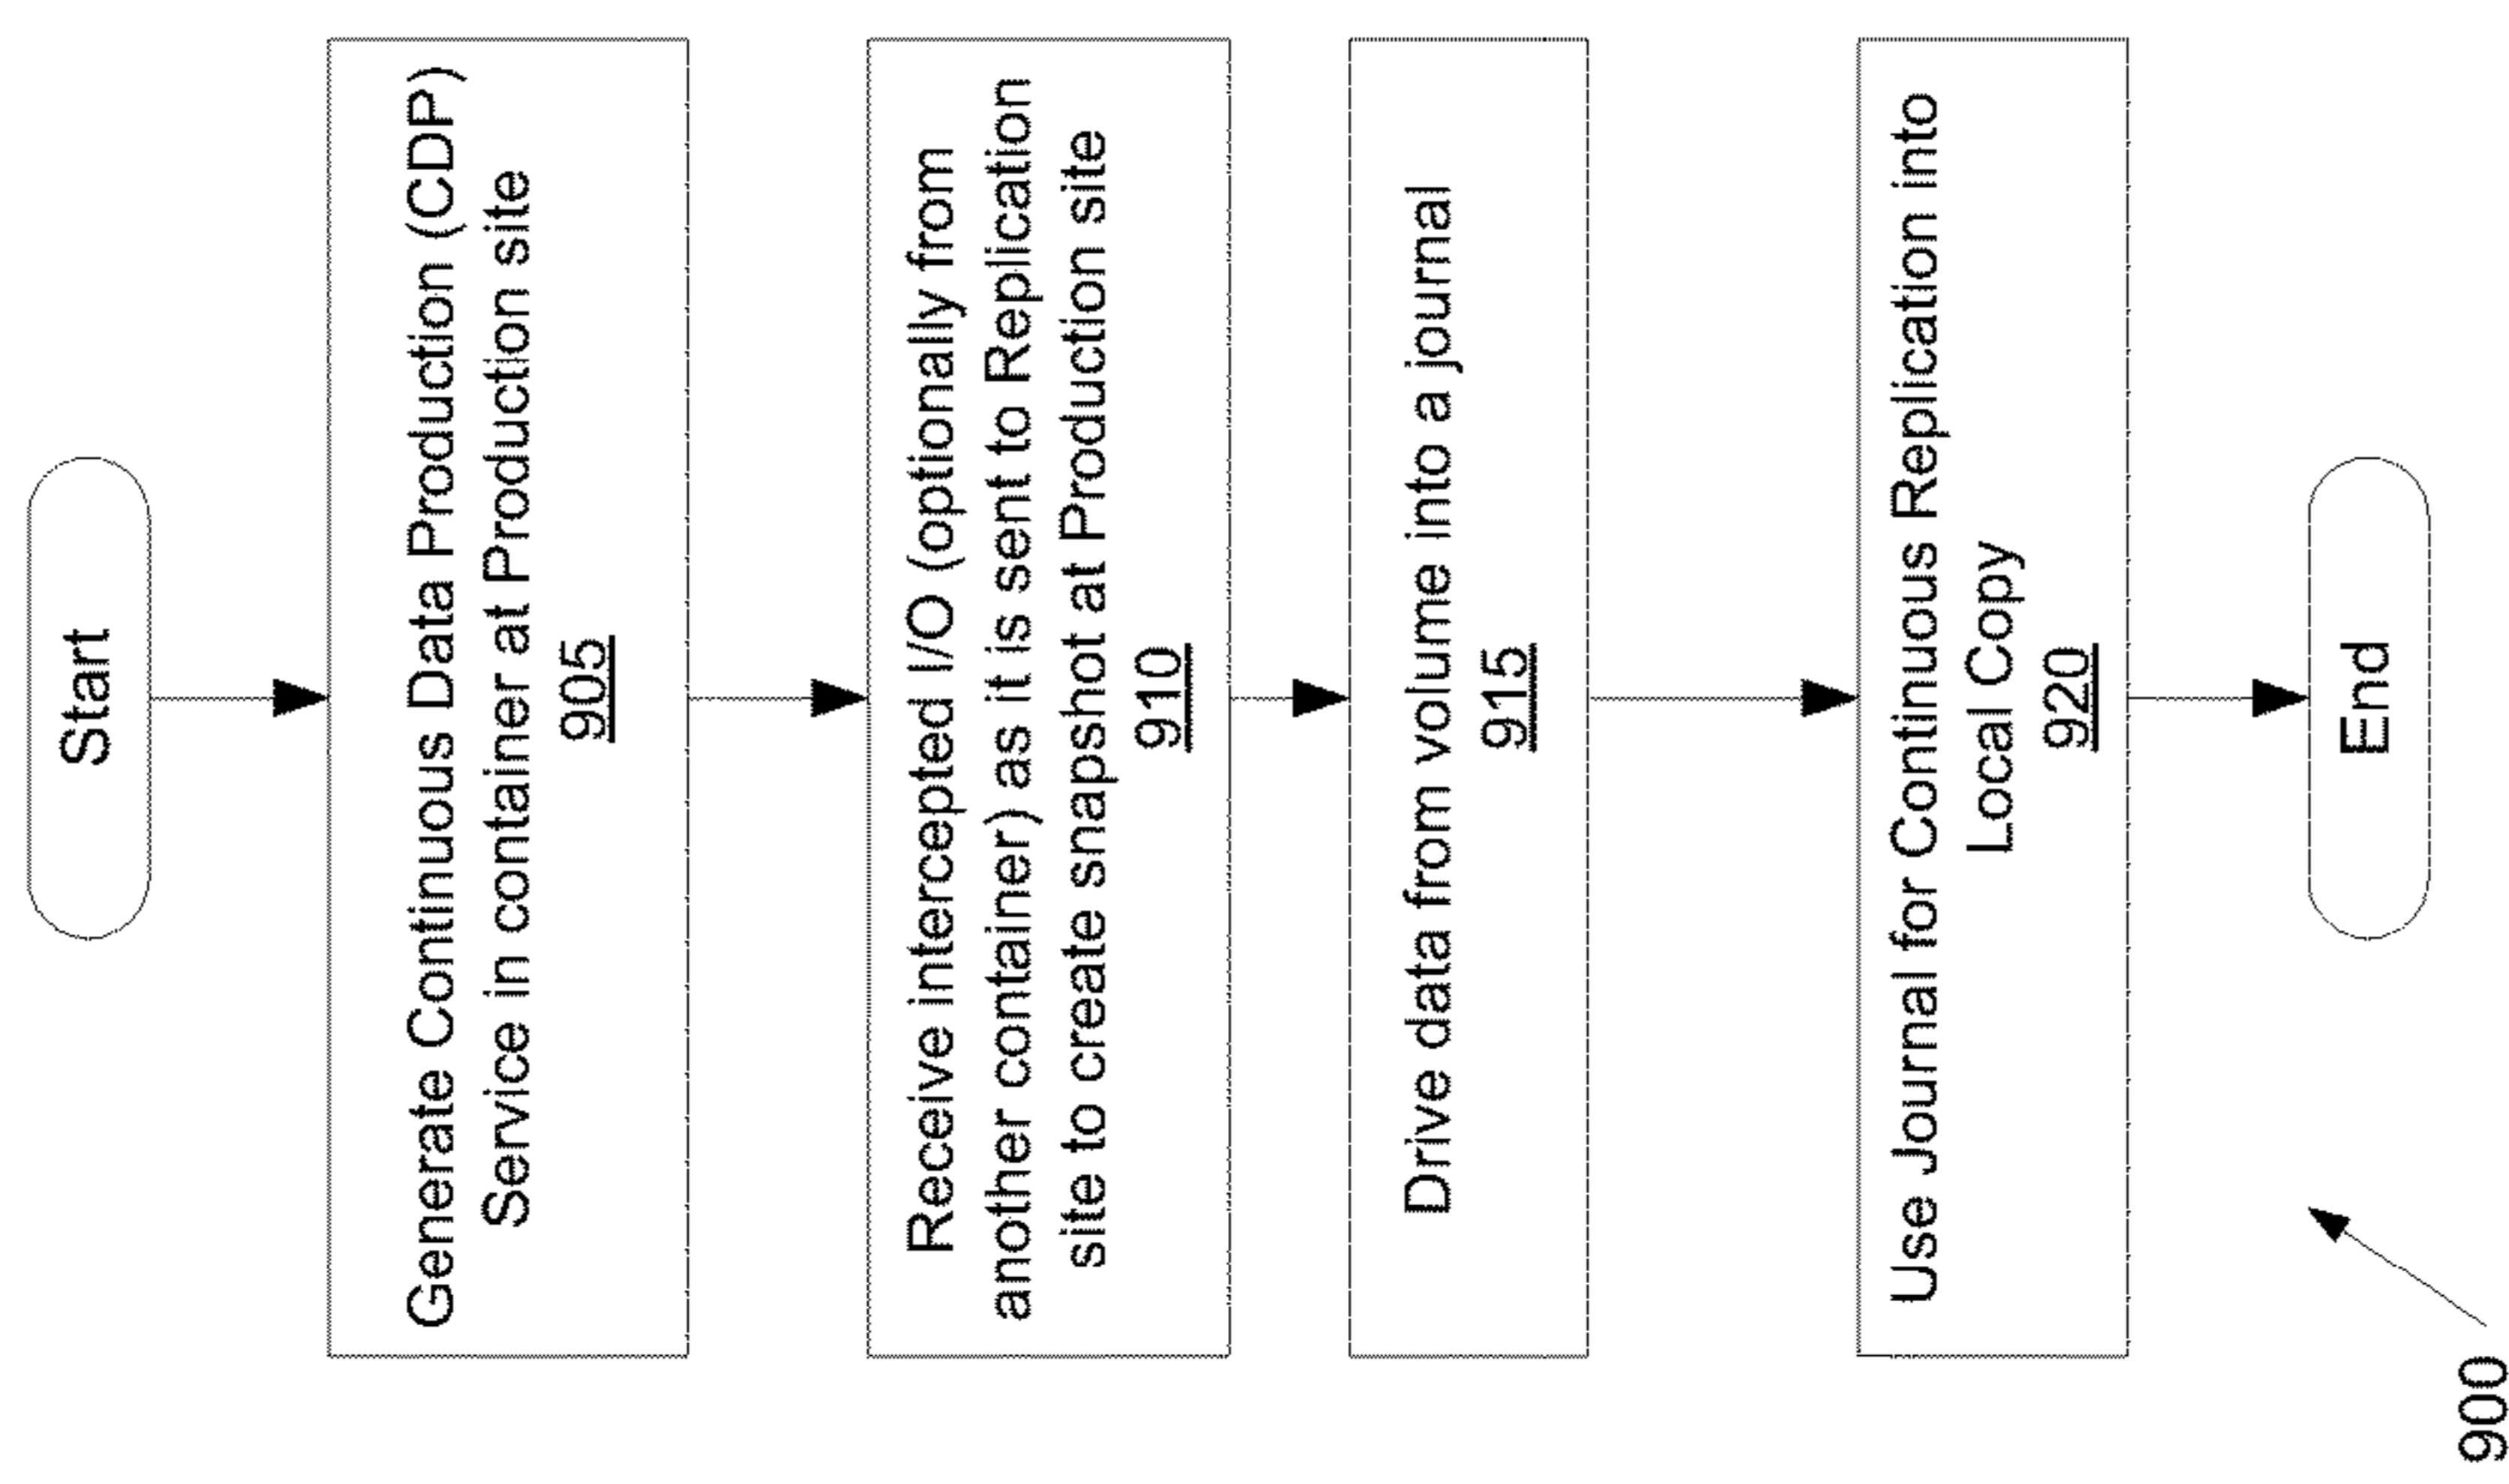 Start
Generate Continuous Data Production (CDP)
Service in container at Production site
905
Receive intercepted I/O (optionally from
another container) as it is sent to Replication
site to create snapshot at Production site
910
Drive data from volume into a journal
915
Use Journal for Continuous Replication into
Local Copy
920
End
900